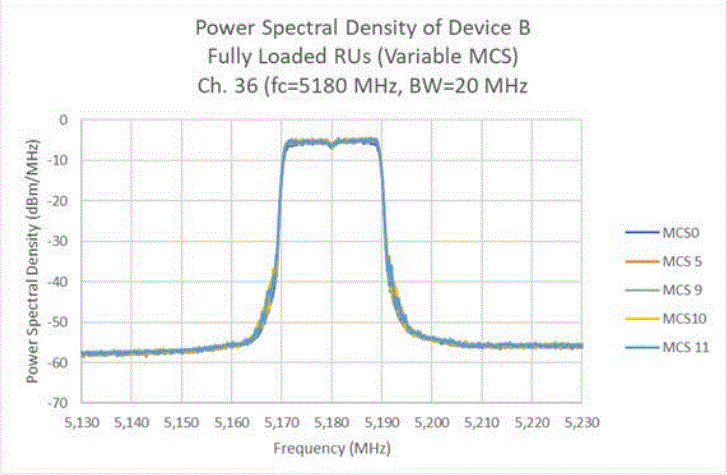 Power Spectral Density of Device B
Fully Loaded RUs (Variable MCS)
Ch. 36 (fc=5180 MHz, BW=20 MHz
Power Spectral Density (dBm/MHz)
0
-10
-20
-30
-40
-50
-60
-70
5,130 5,140 5,150 5,160 5,170 5,180 5,190 5,200 5,210 5,220 5,230
Frequency (MHz)
MCS0
MCS 5
MCS 9
MCS10
MCS 11